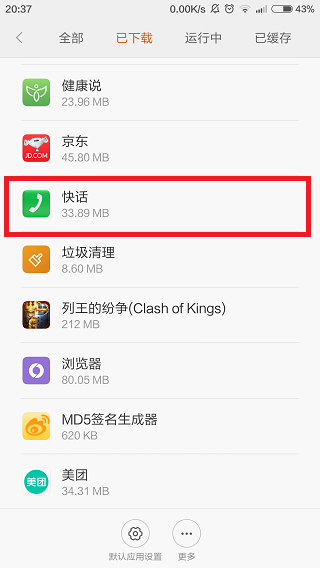 20:37
0.00K/s
43%
全部
已下载
运行中
已缓存
健康说
23.96 MB
JD.COM
京东
45.80 MB
快话
33.89 MB
垃圾清理
8.60 MB
列王的纷争(Clash of Kings)
212 MB
浏览器
80.05 MB
MD5签名生成器
620 KB
美团
美团
34.31 MB
默认应用设置
更多